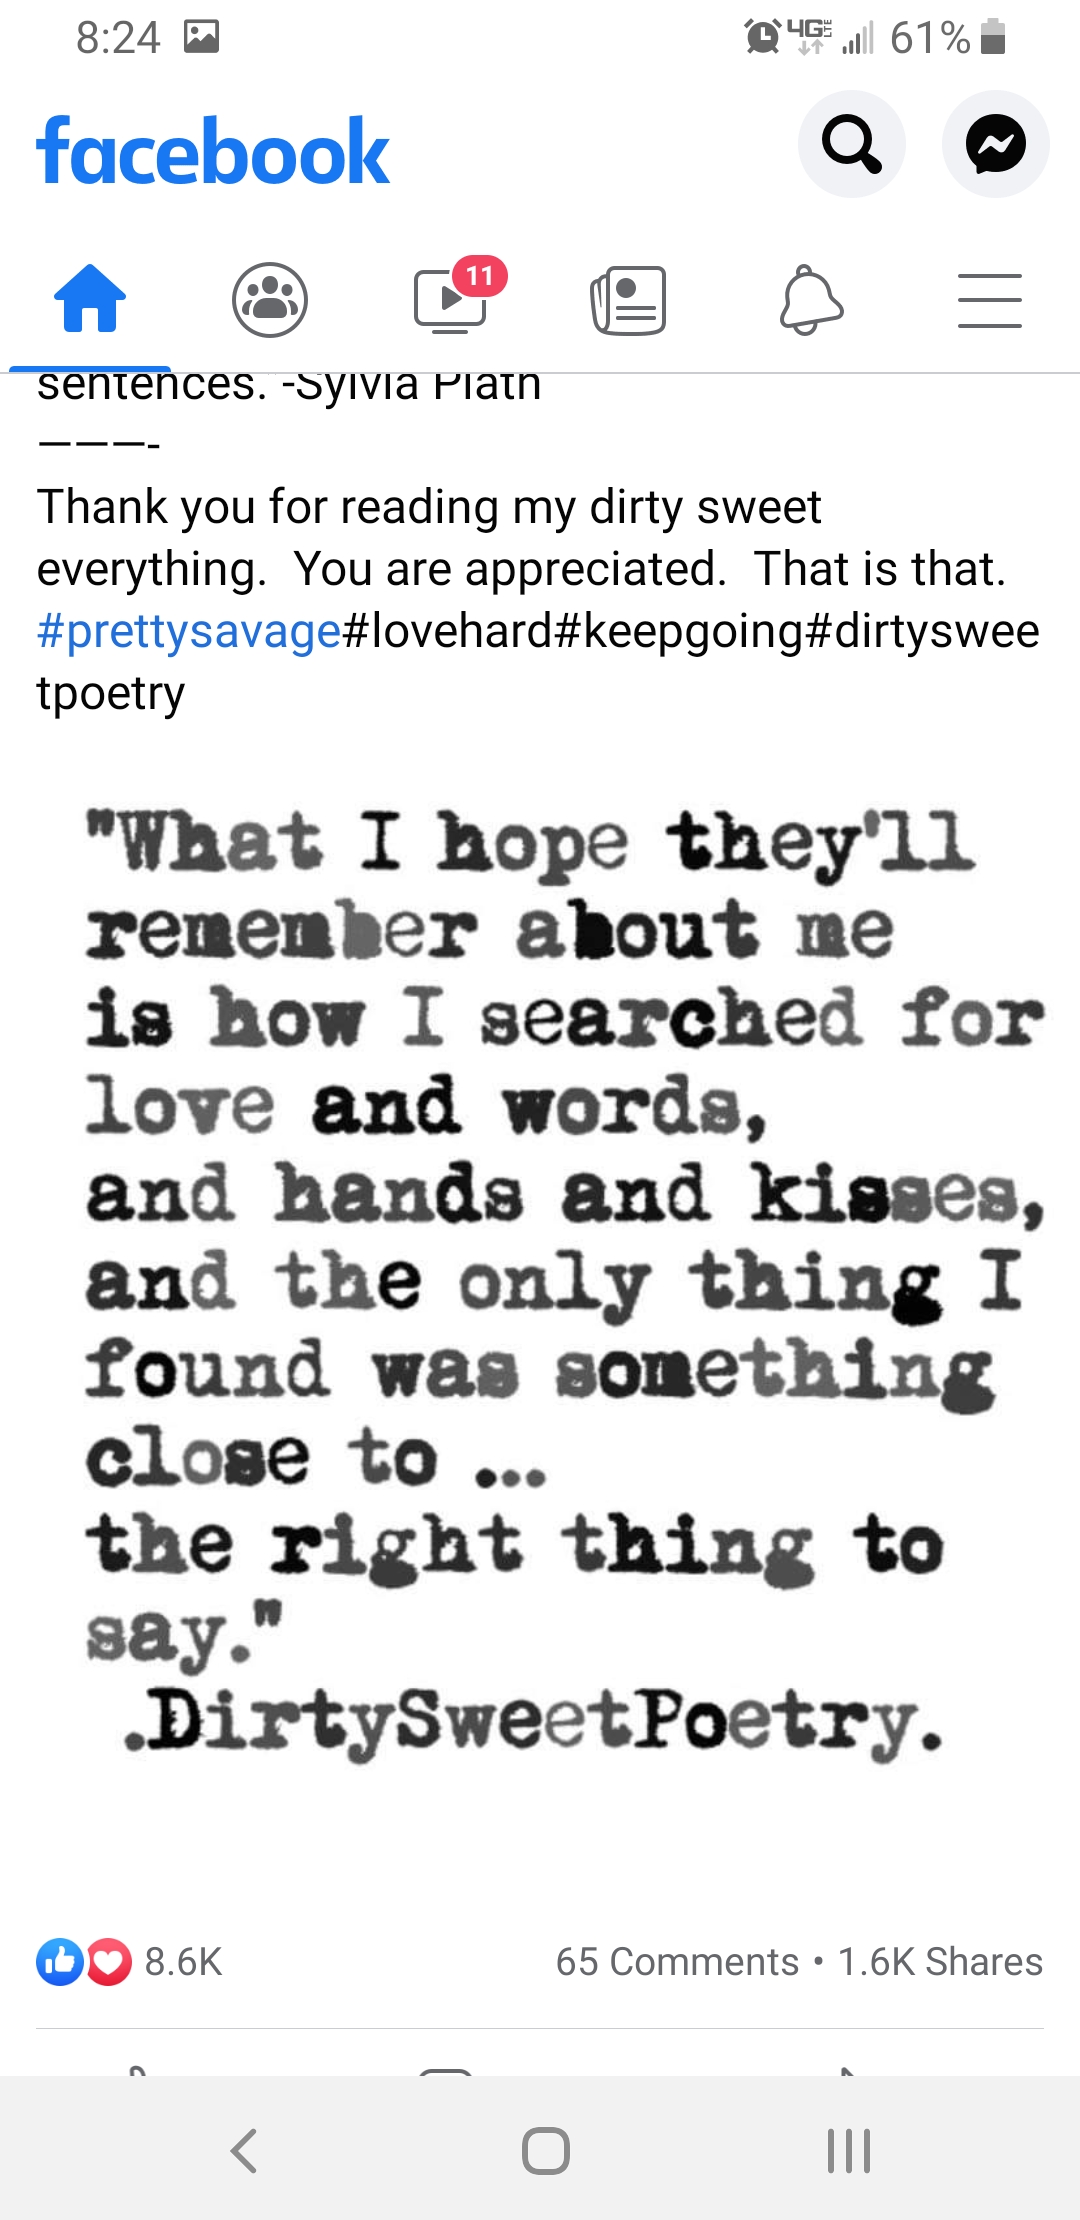 8:24 4G LTE 61%
facebook
11
sentences. -Sylvia Plath
———-
Thank you for reading my dirty sweet
everything.  You are appreciated.  That is that.
#prettysavage#lovehard#keepgoing#dirtyswee
tpoetry
"What I hope they'll
remember about me
is how I searched for
love and words,
and hands and kisses,
and the only thing I
found was something
close to ...
the right thing to
say."
.DirtySweetPoetry.
8.6K 65 Comments • 1.6K Shares